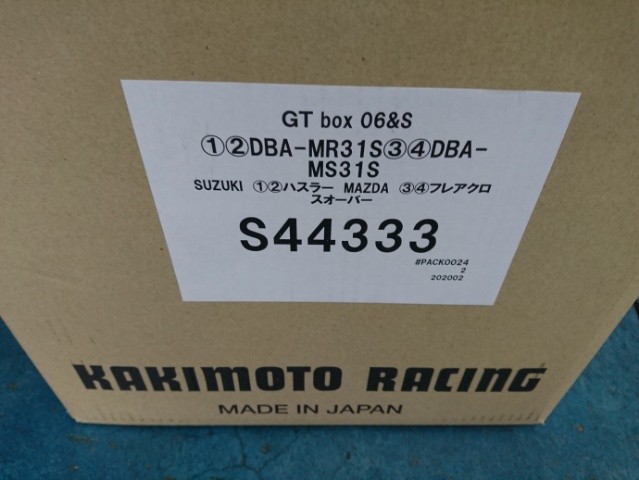 GT box 06&S
①②DBA-MR31S③④DBA-
MS31S
SUZUKI ①②ハスラー MAZDA ③④フレアクロ
スオーバー
S44333
#PACK0024
2
202002
KAKIMOTO RACING
MADE IN JAPAN